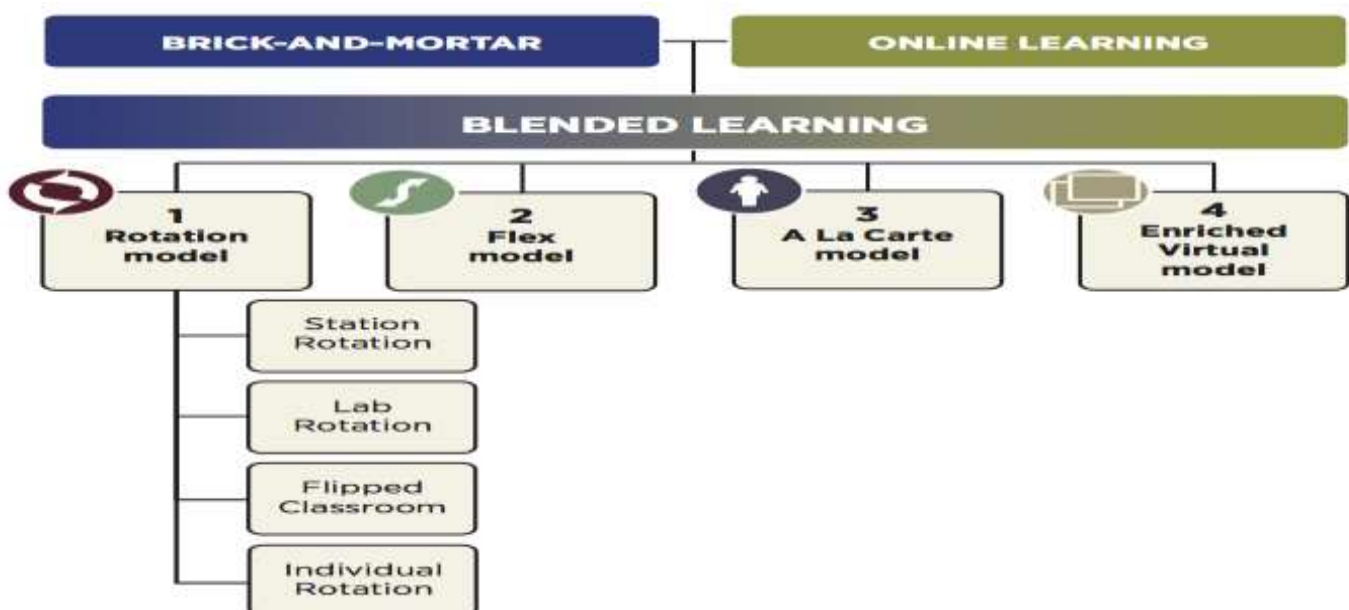 BRICK-AND-MORTAR
ONLINE LEARNING
BLENDED LEARNING
1
Rotation
model
2
Flex
model
3
A La Carte
model
4
Enriched
Virtual
model
Station
Rotation
Lab
Rotation
Flipped
Classroom
Individual
Rotation